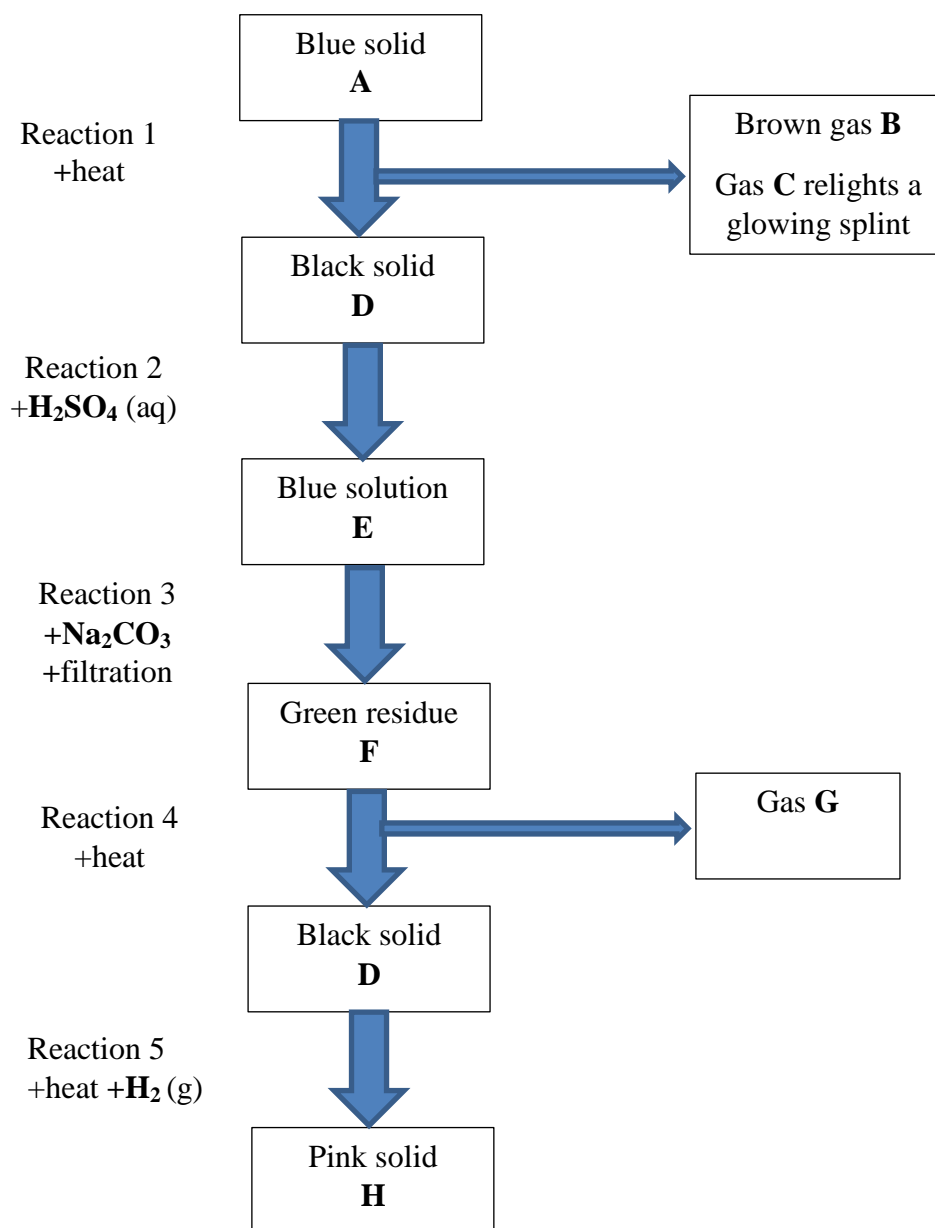 Blue solid
A
Reaction 1
+heat
Brown gas B
Gas C relights a
glowing splint
Black solid
D
Reaction 2
+H₂SO₄ (aq)
Blue solution
E
Reaction 3
+Na₂CO₃
+filtration
Green residue
F
Reaction 4
+heat
Gas G
Black solid
D
Reaction 5
+heat +H₂ (g)
Pink solid
H